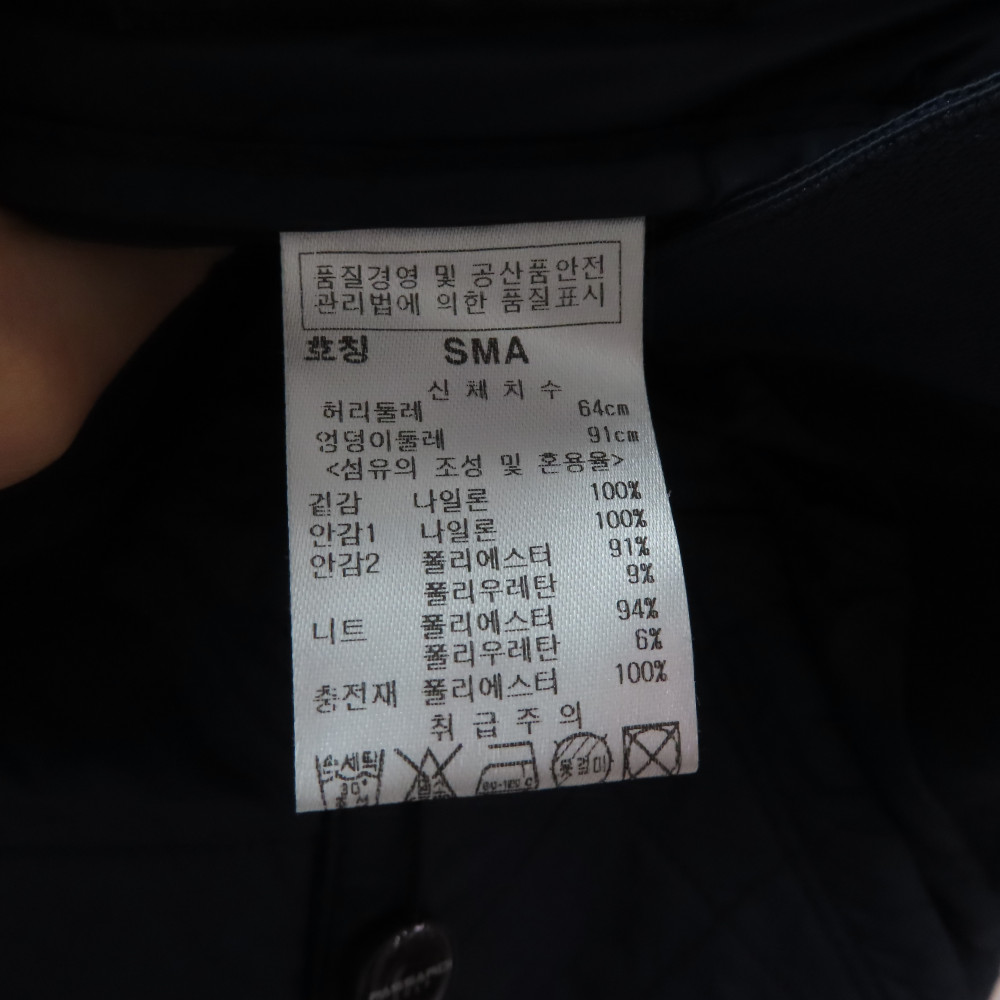 품질경영 및 공산품안전
관리법에 의한 품질표시
호칭 SMA
신체치수
허리둘레 64cm
엉덩이둘레 91cm
<섬유의 조성 및 혼용율>
겉감 나일론 100%
안감1 나일론 100%
안감2 폴리에스터 91%
폴리우레탄 9%
니트 폴리에스터 94%
폴리우레탄 6%
충전재 폴리에스터 100%
취급주의
손세탁 옷걸이
30° 중성